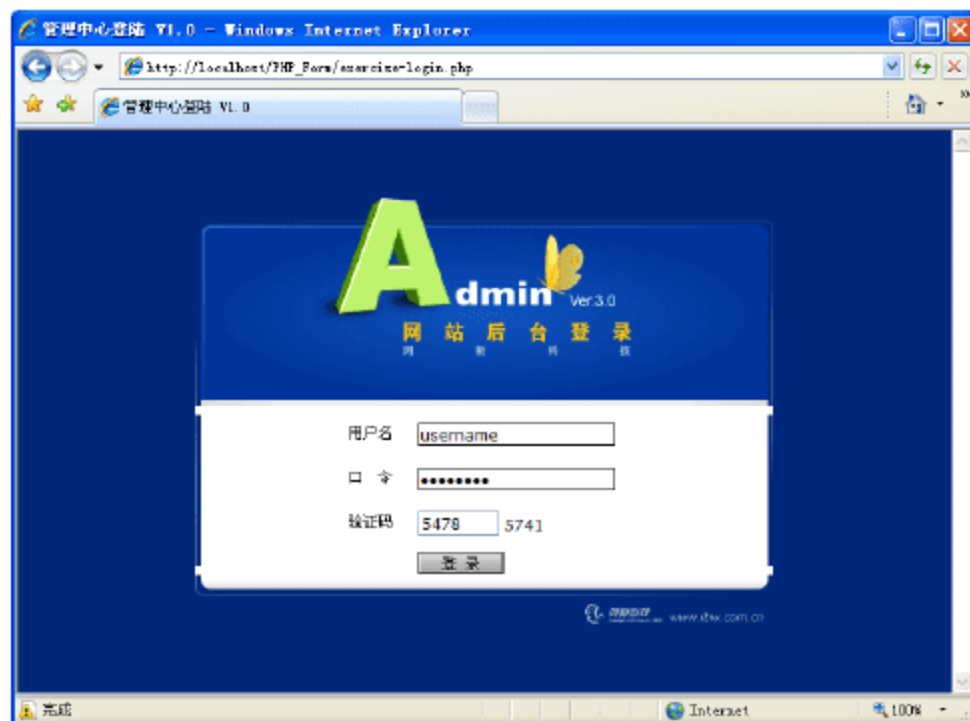 管理中心登陆 V1.0 - Windows Internet Explorer
http://localhost/PHP_Form/exercise-login.php
管理中心登陆 V1.0
Admin Ver.3.0
网站后台登录
用户名 username
口 令 ••••••••
验证码 5478 5741
登 录
www.ibw.com.cn
完成 Internet 100%